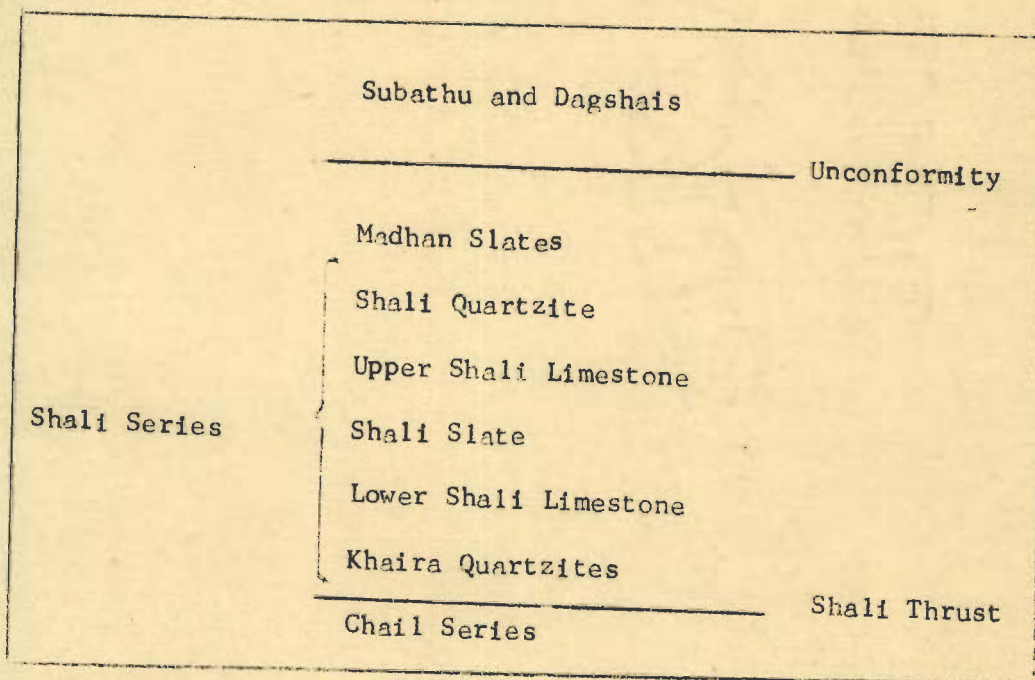 Subathu and Dagshais
Unconformity
Madhan Slates
Shali Quartzite
Upper Shali Limestone
Shali Series
Shali Slate
Lower Shali Limestone
Khaira Quartzites
Shali Thrust
Chail Series